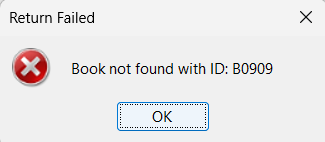 Return Failed
Book not found with ID: B0909
OK